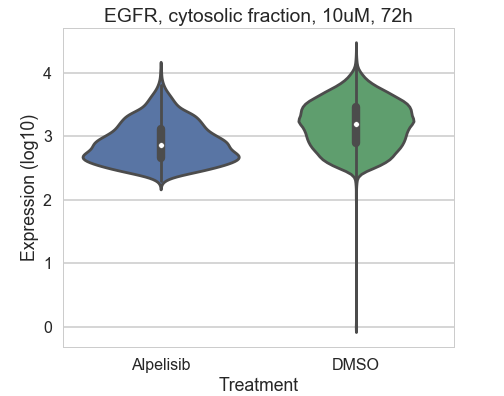 EGFR, cytosolic fraction, 10uM, 72h
Expression (log10)
4
3
2
1
0
Alpelisib
DMSO
Treatment